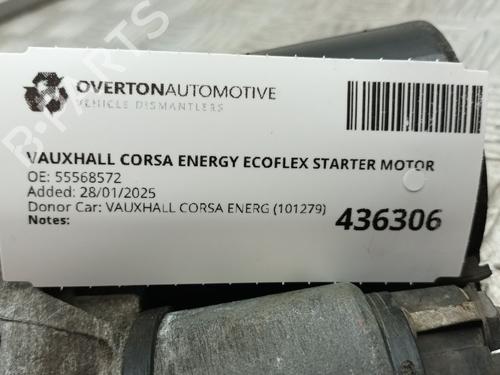 OVERTONAUTOMOTIVE
VEHICLE DISMANTLERS
VAUXHALL CORSA ENERGY ECOFLEX STARTER MOTOR
OE: 55568572
Added: 28/01/2025
Donor Car: VAUXHALL CORSA ENERG (101279)
Notes:
436306
B-PARTS